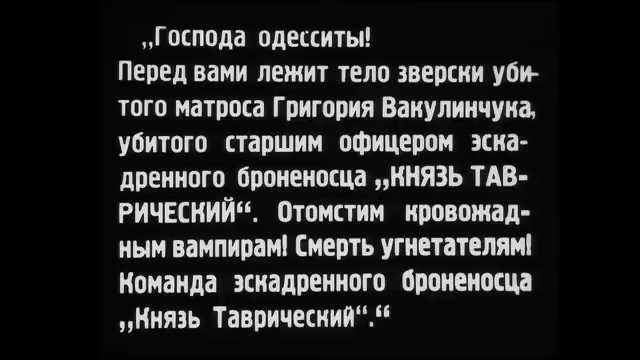 „Господа одесситы!
Перед вами лежит тело зверски уби-
того матроса Григория Вакулинчука,
убитого старшим офицером эска-
дренного броненосца „КНЯЗЬ ТАВ-
РИЧЕСКИЙ“. Отомстим кровожад-
ным вампирам! Смерть угнетателям!
Команда эскадренного броненосца
„Князь Таврический“.“